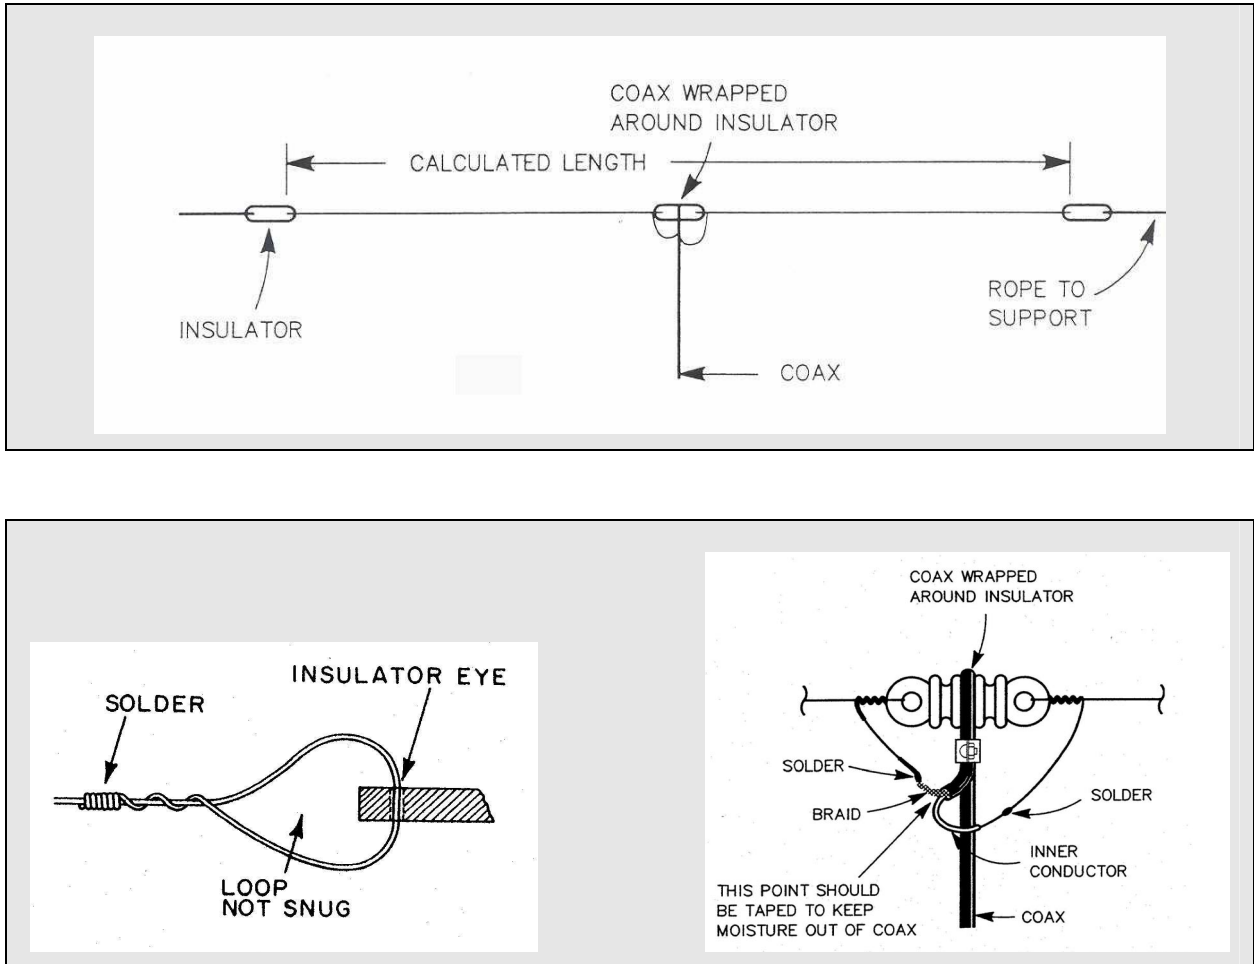 COAX WRAPPED
AROUND INSULATOR
CALCULATED LENGTH
INSULATOR
ROPE TO
SUPPORT
COAX
INSULATOR EYE
SOLDER
LOOP
NOT SNUG
COAX WRAPPED
AROUND INSULATOR
SOLDER
BRAID
SOLDER
INNER
CONDUCTOR
THIS POINT SHOULD
BE TAPED TO KEEP
MOISTURE OUT OF COAX
COAX